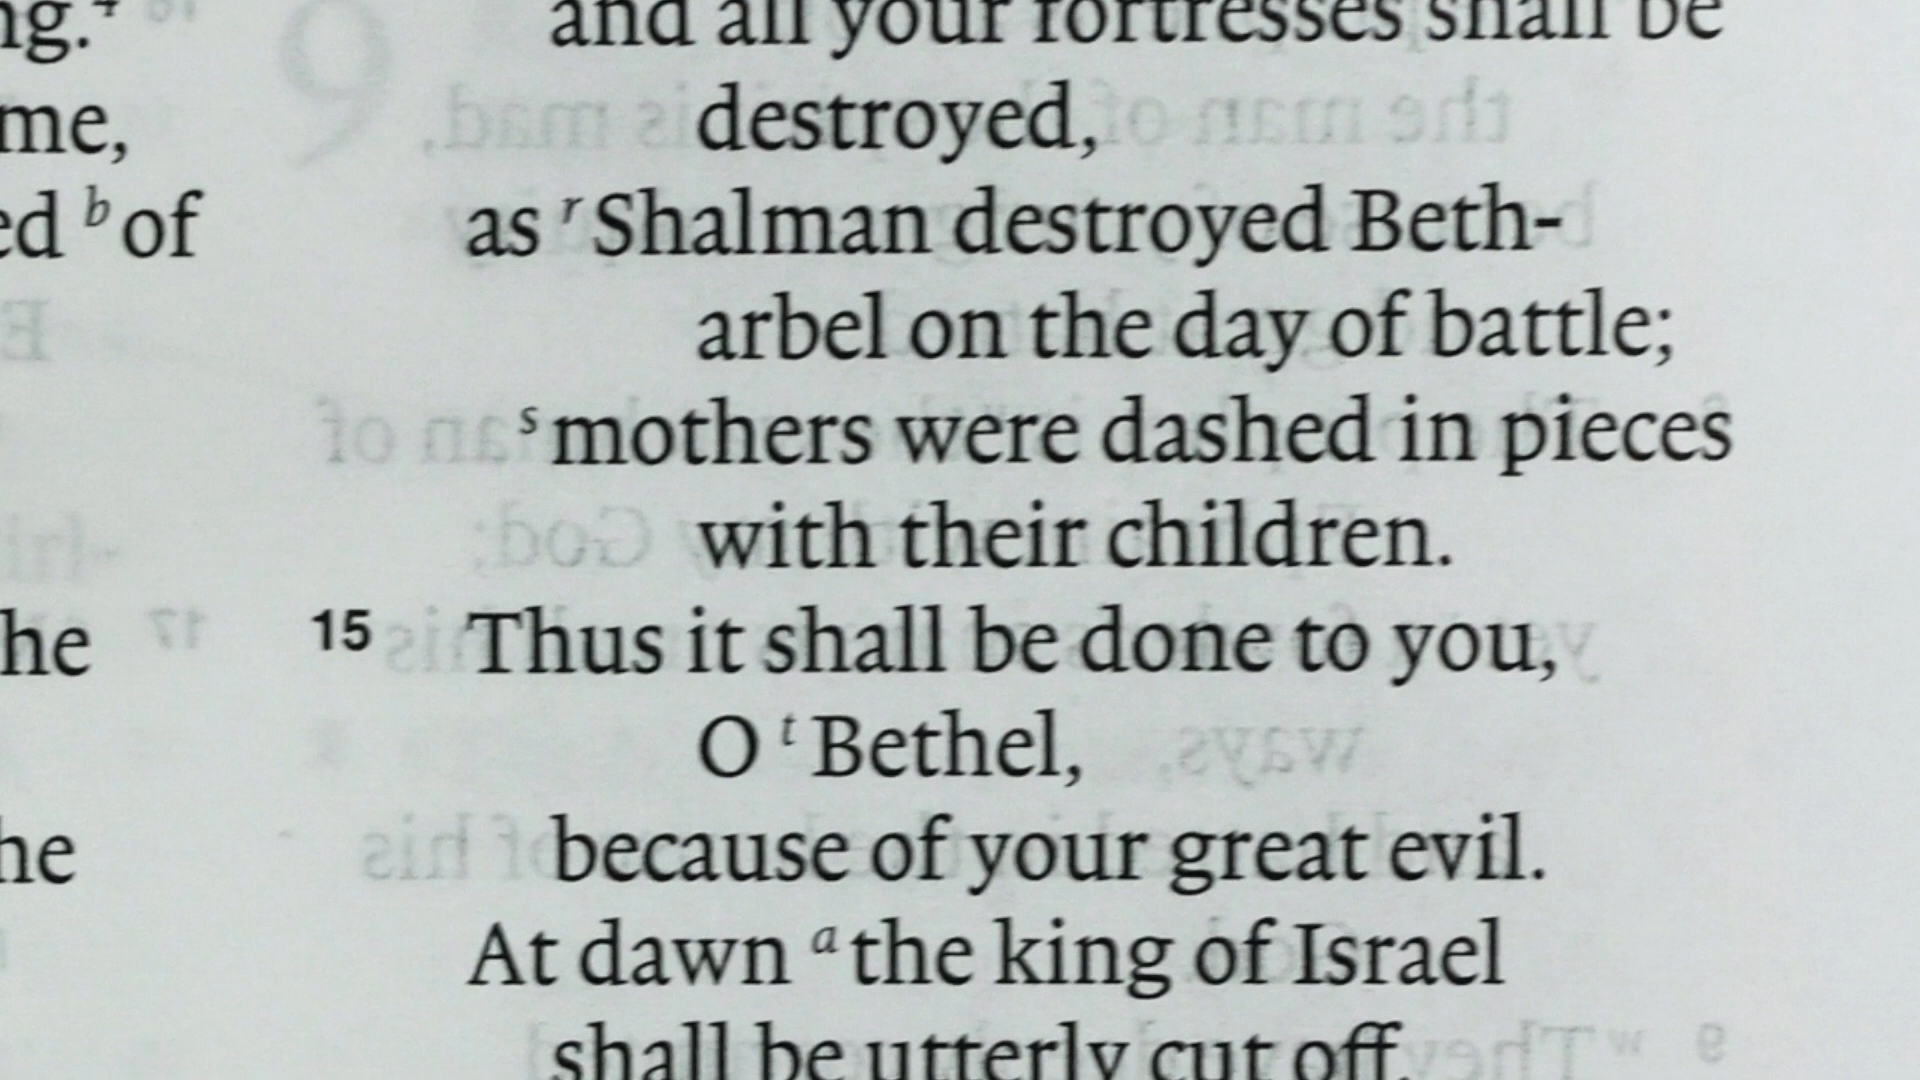 ng.⁴
me,
ed ᵇof
he
he
and all your fortresses shall be
destroyed,
as ʳShalman destroyed Beth-
arbel on the day of battle;
ˢmothers were dashed in pieces
with their children.
15 Thus it shall be done to you,
O ᵗBethel,
because of your great evil.
At dawn ᵃthe king of Israel
shall be utterly cut off.